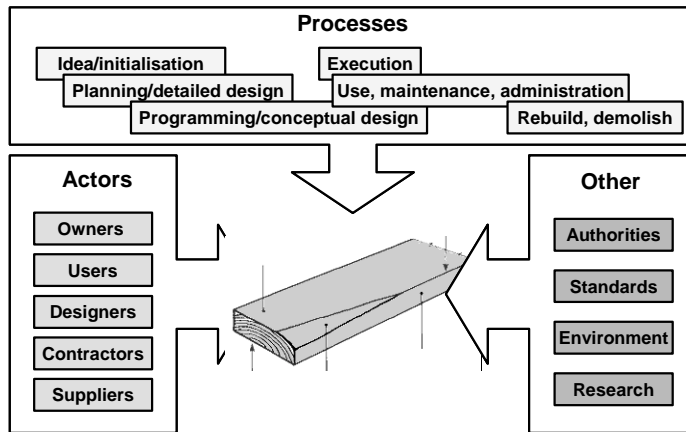 Processes
Idea/initialisation
Execution
Planning/detailed design
Use, maintenance, administration
Programming/conceptual design
Rebuild, demolish
Actors
Owners
Users
Designers
Contractors
Suppliers
Other
Authorities
Standards
Environment
Research